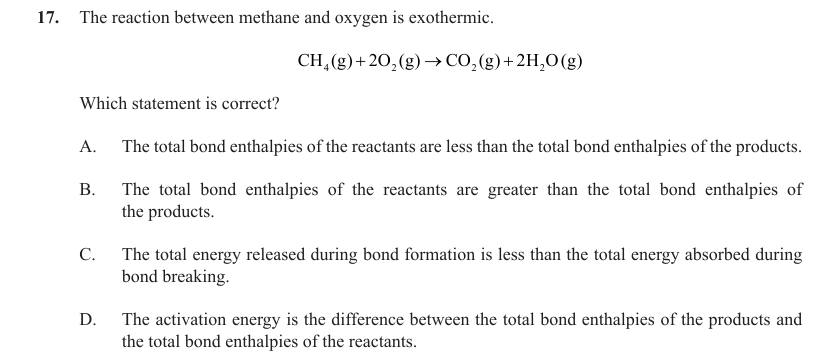 17. The reaction between methane and oxygen is exothermic.
CH₄(g)+2O₂(g)→CO₂(g)+2H₂O(g)
Which statement is correct?
A. The total bond enthalpies of the reactants are less than the total bond enthalpies of the products.
B. The total bond enthalpies of the reactants are greater than the total bond enthalpies of
the products.
C. The total energy released during bond formation is less than the total energy absorbed during
bond breaking.
D. The activation energy is the difference between the total bond enthalpies of the products and
the total bond enthalpies of the reactants.